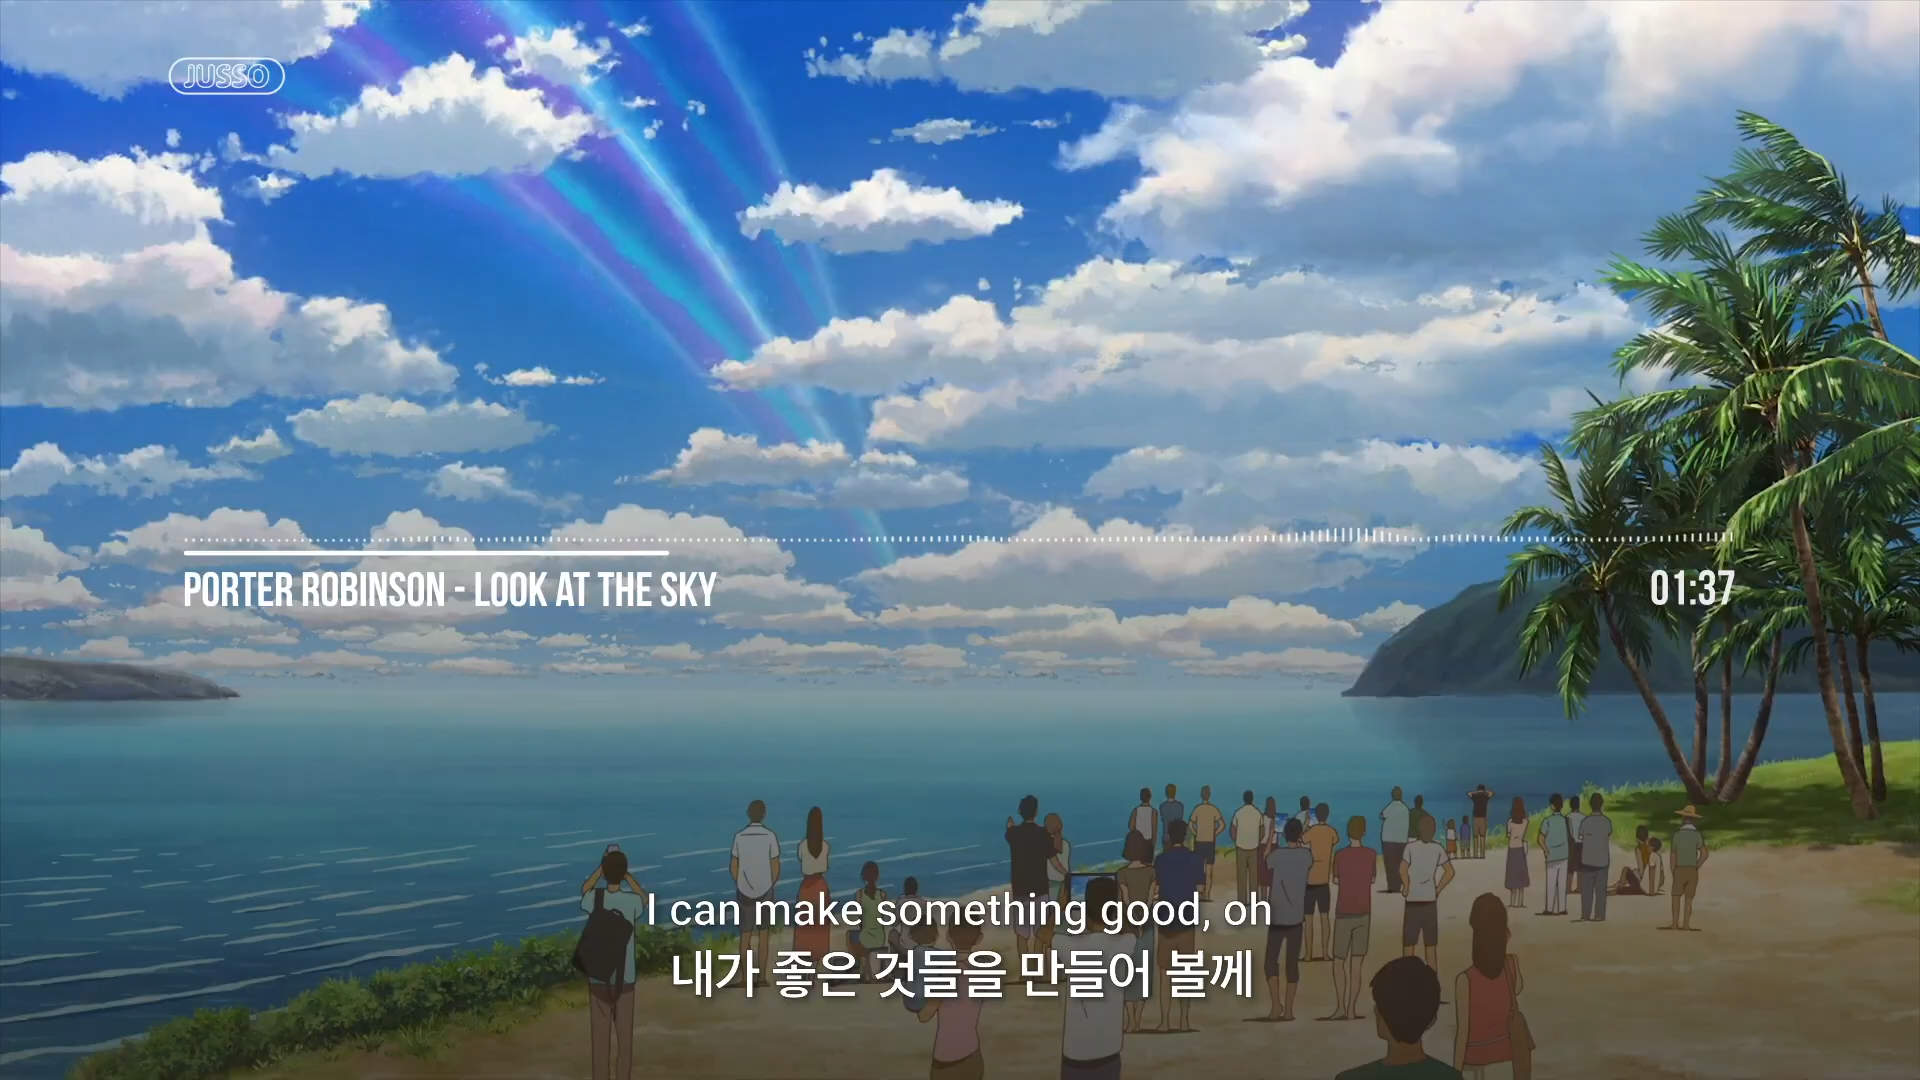 JUSSO
PORTER ROBINSON - LOOK AT THE SKY
01:37
I can make something good, oh
내가 좋은 것들을 만들어 볼께